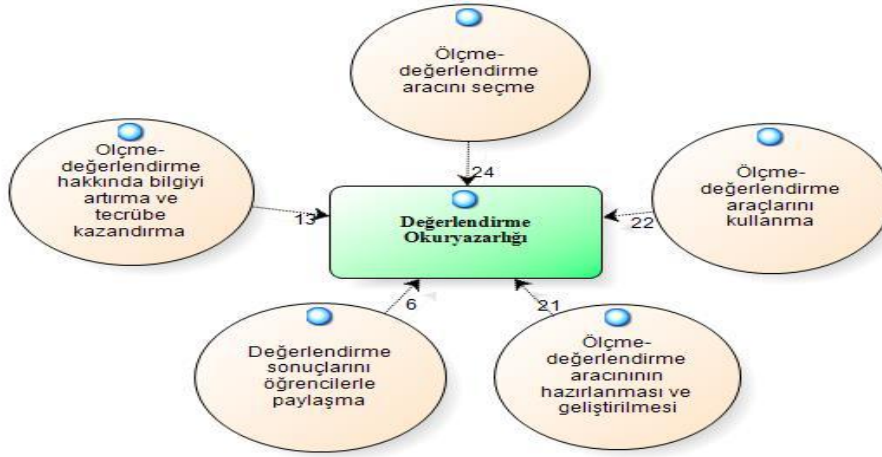 Ölçme-
değerlendirme
aracını seçme
24
Ölçme-
değerlendirme
hakkında bilgiyi
artırma ve
tecrübe
kazandırma
13
Değerlendirme
Okuryazarlığı
Ölçme-
değerlendirme
araçlarını
kullanma
22
6
21
Değerlendirme
sonuçlarını
öğrencilerle
paylaşma
Ölçme-
değerlendirme
aracınının
hazırlanması ve
geliştirilmesi